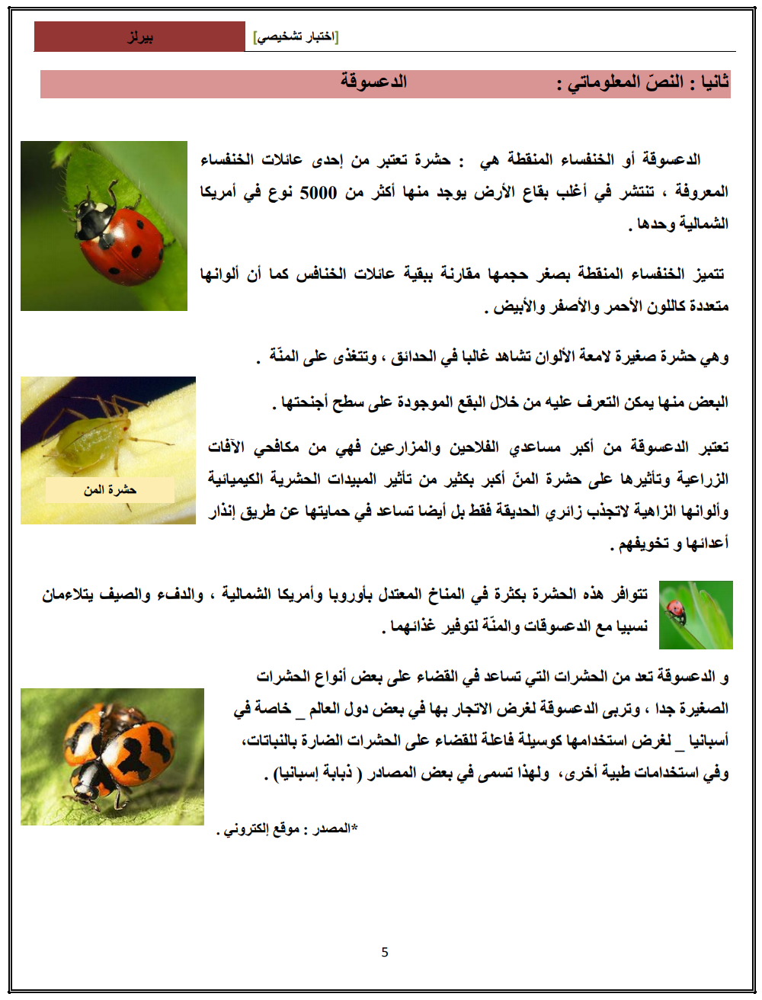 [اختبار تشخيصي] بيرلز
ثانيا : النصّ المعلوماتي : الدعسوقة
الدعسوقة أو الخنفساء المنقطة هي : حشرة تعتبر من إحدى عائلات الخنفساء
المعروفة ، تنتشر في أغلب بقاع الأرض يوجد منها أكثر من 5000 نوع في أمريكا
الشمالية وحدها .
تتميز الخنفساء المنقطة بصغر حجمها مقارنة ببقية عائلات الخنافس كما أن ألوانها
متعددة كاللون الأحمر والأصفر والأبيض .
وهي حشرة صغيرة لامعة الألوان تشاهد غالبا في الحدائق ، وتتغذى على المنّة .
البعض منها يمكن التعرف عليه من خلال البقع الموجودة على سطح أجنحتها .
تعتبر الدعسوقة من أكبر مساعدي الفلاحين والمزارعين فهي من مكافحي الآفات
الزراعية وتأثيرها على حشرة المنّ أكبر بكثير من تأثير المبيدات الحشرية الكيميائية
وألوانها الزاهية لاتجذب زائري الحديقة فقط بل أيضا تساعد في حمايتها عن طريق إنذار
أعدائها و تخويفهم .
حشرة المن
تتوافر هذه الحشرة بكثرة في المناخ المعتدل بأوروبا وأمريكا الشمالية ، والدفء والصيف يتلاءمان
نسبيا مع الدعسوقات والمنّة لتوفير غذائهما .
و الدعسوقة تعد من الحشرات التي تساعد في القضاء على بعض أنواع الحشرات
الصغيرة جدا ، وتربى الدعسوقة لغرض الاتجار بها في بعض دول العالم _ خاصة في
أسبانيا _ لغرض استخدامها كوسيلة فاعلة للقضاء على الحشرات الضارة بالنباتات،
وفي استخدامات طبية أخرى، ولهذا تسمى في بعض المصادر ( ذبابة إسبانيا) .
*المصدر : موقع إلكتروني .
5